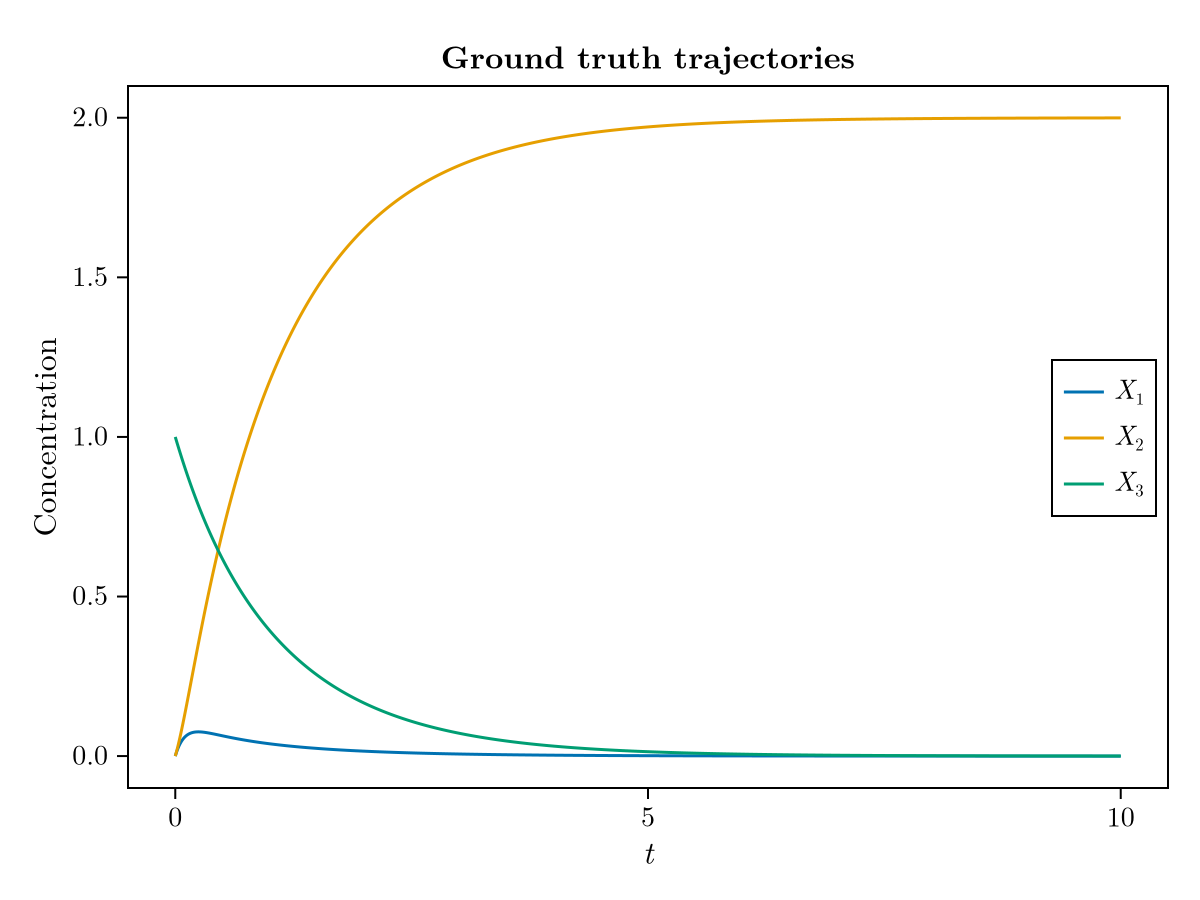 Ground truth trajectories
2.0
1.5
1.0
0.5
0.0
Concentration
X₁
X₂
X₃
0 5 10
t